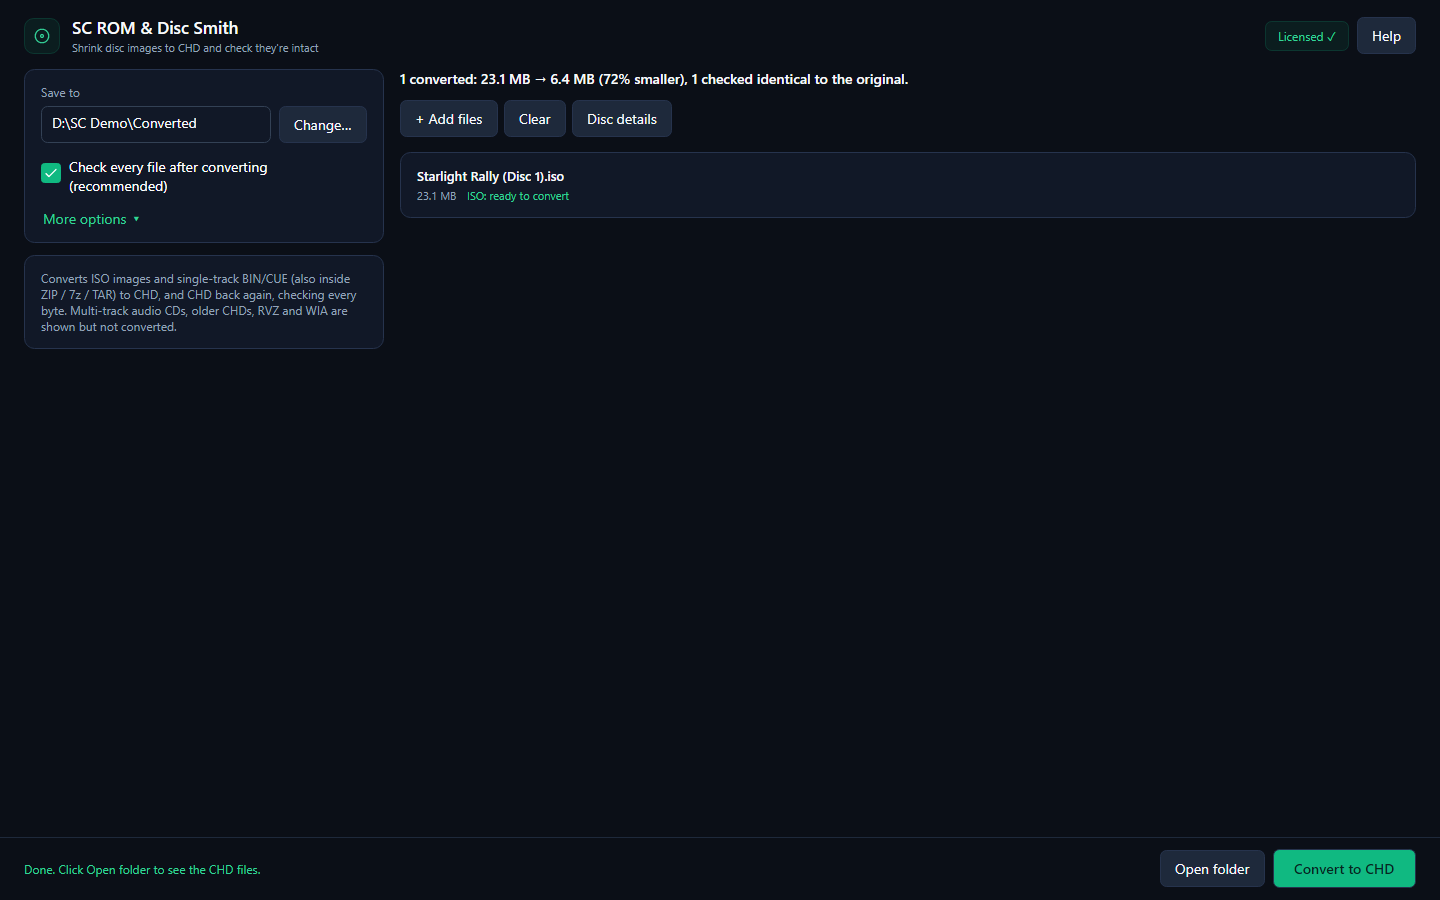 SC ROM & Disc Smith
Shrink disc images to CHD and check they're intact
Licensed ✓
Help
Save to
D:\SC Demo\Converted
Change...
Check every file after converting
(recommended)
More options ▾
Converts ISO images and single-track BIN/CUE (also inside
ZIP / 7z / TAR) to CHD, and CHD back again, checking every
byte. Multi-track audio CDs, older CHDs, RVZ and WIA are
shown but not converted.
1 converted: 23.1 MB → 6.4 MB (72% smaller), 1 checked identical to the original.
+ Add files
Clear
Disc details
Starlight Rally (Disc 1).iso
23.1 MB ISO: ready to convert
Done. Click Open folder to see the CHD files.
Open folder
Convert to CHD